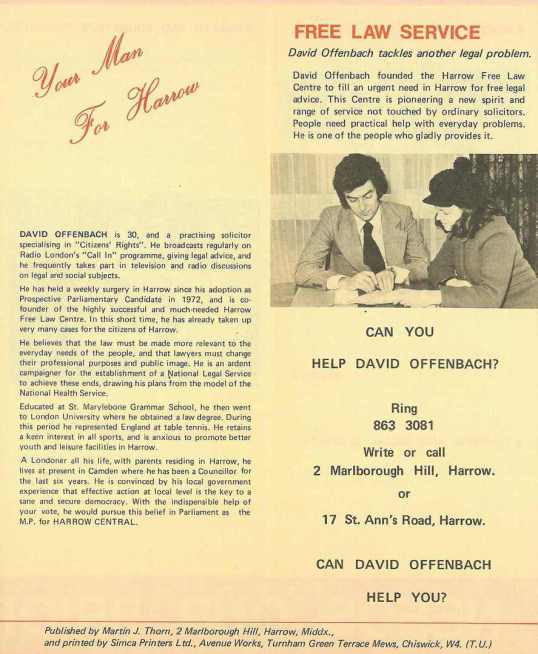 Your Man
For Harrow
DAVID OFFENBACH is 30, and a practising solicitor
specialising in "Citizens' Rights". He broadcasts regularly on
Radio London's "Call In" programme, giving legal advice, and
he frequently takes part in television and radio discussions
on legal and social subjects.
He has held a weekly surgery in Harrow since his adoption as
Prospective Parliamentary Candidate in 1972, and is co-
founder of the highly successful and much-needed Harrow
Free Law Centre. In this short time, he has already taken up
very many cases for the citizens of Harrow.
He believes that the law must be made more relevant to the
everyday needs of the people, and that lawyers must change
their professional purposes and public image. He is an ardent
campaigner for the establishment of a National Legal Service
to achieve these ends, drawing his plans from the model of the
National Health Service.
Educated at St. Marylebone Grammar School, he then went
to London University where he obtained a law degree. During
this period he represented England at table tennis. He retains
a keen interest in all sports, and is anxious to promote better
youth and leisure facilities in Harrow.
A Londoner all his life, with parents residing in Harrow, he
lives at present in Camden where he has been a Councillor for
the last six years. He is convinced by his local government
experience that effective action at local level is the key to a
sane and secure democracy. With the indispensible help of
your vote, he would pursue this belief in Parliament as the
M.P. for HARROW CENTRAL.
FREE LAW SERVICE
David Offenbach tackles another legal problem.
David Offenbach founded the Harrow Free Law
Centre to fill an urgent need in Harrow for free legal
advice. This Centre is pioneering a new spirit and
range of service not touched by ordinary solicitors.
People need practical help with everyday problems.
He is one of the people who gladly provides it.
CAN YOU
HELP DAVID OFFENBACH?
Ring
863 3081
Write or call
2 Marlborough Hill, Harrow.
or
17 St. Ann's Road, Harrow.
CAN DAVID OFFENBACH
HELP YOU?
Published by Martin J. Thorn, 2 Marlborough Hill, Harrow, Middx.,
and printed by Simca Printers Ltd., Avenue Works, Turnham Green Terrace Mews, Chiswick, W4. (T.U.)